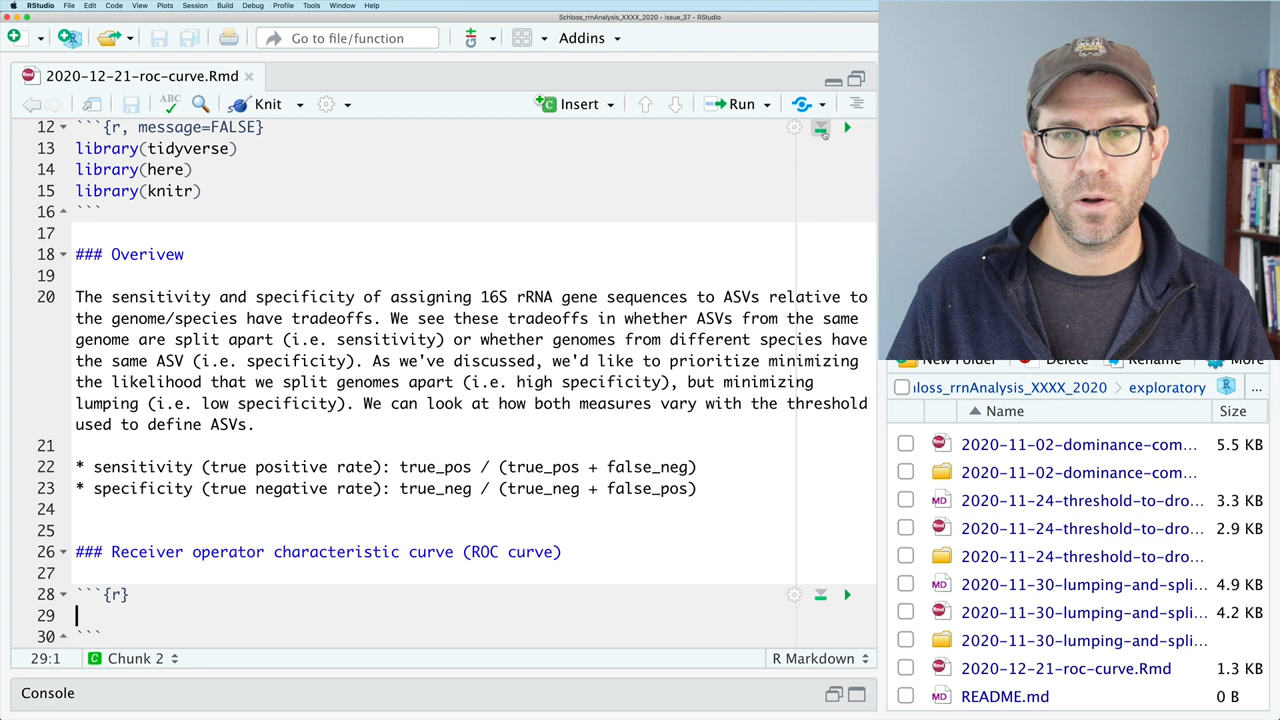 RStudio File Edit Code View Plots Session Build Debug Profile Tools Window Help
Schloss_rrnAnalysis_XXXX_2020 - issue_37 - RStudio
Go to file/function Addins
2020-12-21-roc-curve.Rmd
ABC Knit Insert Run
12 ```{r, message=FALSE}
13 library(tidyverse)
14 library(here)
15 library(knitr)
16 ```
17
18 ### Overivew
19
20 The sensitivity and specificity of assigning 16S rRNA gene sequences to ASVs relative to
the genome/species have tradeoffs. We see these tradeoffs in whether ASVs from the same
genome are split apart (i.e. sensitivity) or whether genomes from different species have
the same ASV (i.e. specificity). As we've discussed, we'd like to prioritize minimizing
the likelihood that we split genomes apart (i.e. high specificity), but minimizing
lumping (i.e. low specificity). We can look at how both measures vary with the threshold
used to define ASVs.
21
22 * sensitivity (true positive rate): true_pos / (true_pos + false_neg)
23 * specificity (true negative rate): true_neg / (true_neg + false_pos)
24
25
26 ### Receiver operator characteristic curve (ROC curve)
27
28 ```{r}
29
30 ```
29:1 Chunk 2 R Markdown
Console
New Folder Delete Rename More
loss_rrnAnalysis_XXXX_2020 exploratory ...
Name Size
2020-11-02-dominance-com... 5.5 KB
2020-11-02-dominance-com...
2020-11-24-threshold-to-dro... 3.3 KB
2020-11-24-threshold-to-dro... 2.9 KB
2020-11-24-threshold-to-dro...
2020-11-30-lumping-and-spli... 4.9 KB
2020-11-30-lumping-and-spli... 4.2 KB
2020-11-30-lumping-and-spli...
2020-12-21-roc-curve.Rmd 1.3 KB
README.md 0 B